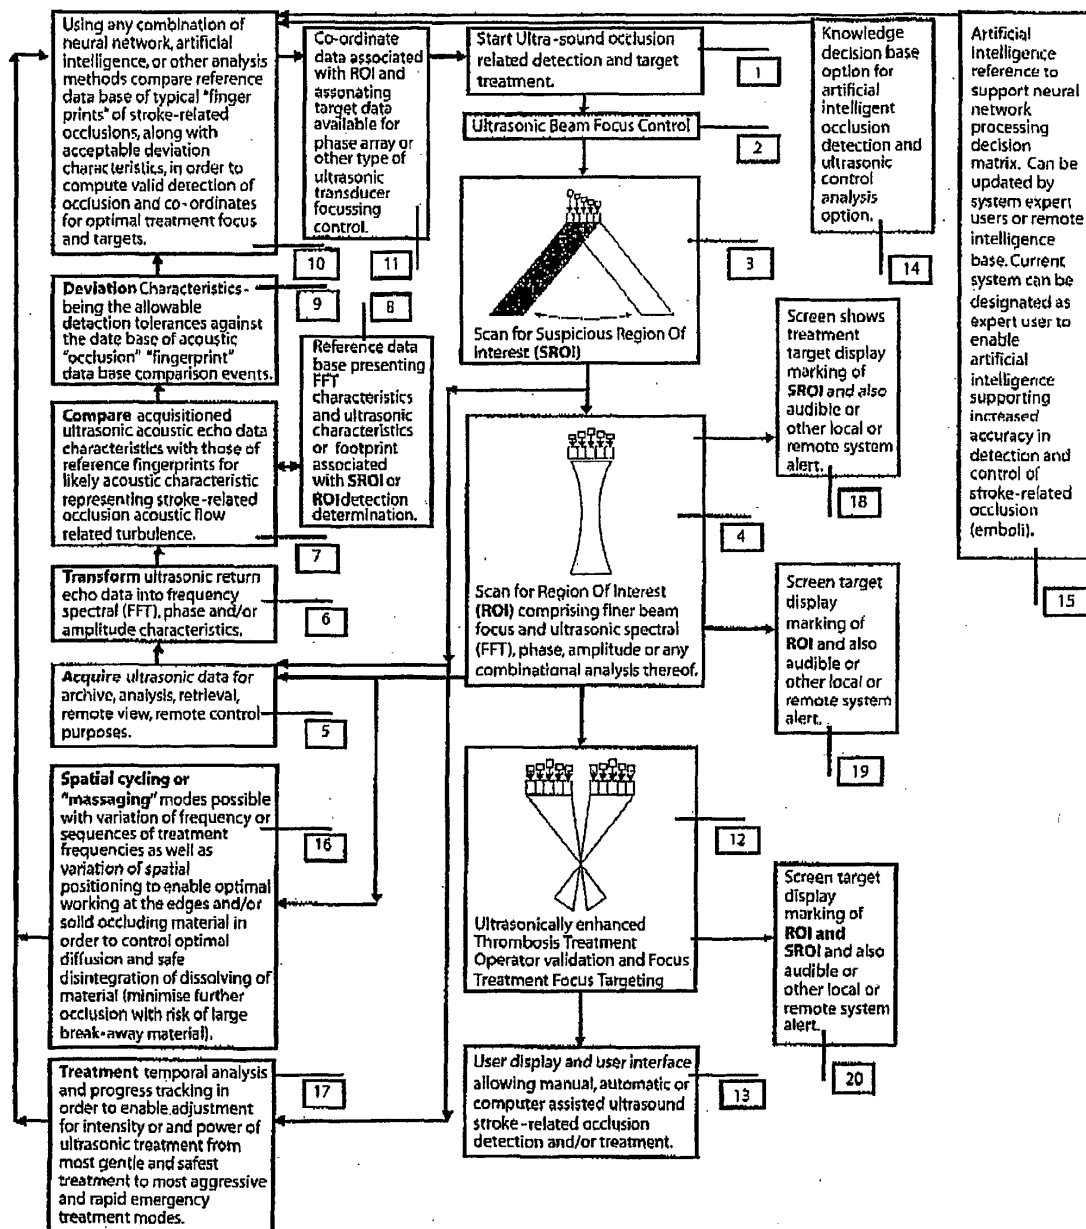 Using any combination of
neural network, artificial
intelligence, or other analysis
methods compare reference
data base of typical "finger
prints" of stroke-related
occlusions, along with
acceptable deviation
characteristics, in order to
compute valid detection of
occlusion and co-ordinates
for optimal treatment focus
and targets.
10
Co-ordinate
data associated
with ROI and
assonating
target data
available for
phase array or
other type of
ultrasonic
transducer
focussing
control.
11
Start Ultra-sound occlusion
related detection and target
treatment.
1
Ultrasonic Beam Focus Control
2
Scan for Suspicious Region Of
Interest (SROI)
3
Knowledge
decision base
option for
artificial
intelligent
occlusion
detection and
ultrasonic
control
analysis
option.
14
Artificial
Intelligence
reference to
support neural
network
processing
decision
matrix. Can be
updated by
system expert
users or remote
intelligence
base. Current
system can be
designated as
expert user to
enable
artificial
intelligence
supporting
increased
accuracy in
detection and
control of
stroke-related
occlusion
(emboli).
15
Deviation Characteristics-
being the allowable
detaction tolerances against
the date base of acoustic
"occlusion" "fingerprint"
data base comparison events.
9
8
Reference data
base presenting
FFT
characteristics
and ultrasonic
characteristics
or footprint
associated
with SROI or
ROI detection
determination.
Compare acquisitioned
ultrasonic acoustic echo data
characteristics with those of
reference fingerprints for
likely acoustic characteristic
representing stroke-related
occlusion acoustic flow
related turbulence.
7
Transform ultrasonic return
echo data into frequency
spectral (FFT), phase and/or
amplitude characteristics.
6
Acquire ultrasonic data for
archive, analysis, retrieval,
remote view, remote control
purposes.
5
Scan for Region Of Interest
(ROI) comprising finer beam
focus and ultrasonic spectral
(FFT), phase, amplitude or any
combinational analysis thereof.
4
Screen shows
treatment
target display
marking of
SROI and also
audible or
other local or
remote system
alert.
18
Screen target
display
marking of
ROI and also
audible or
other local or
remote system
alert.
19
Spatial cycling or
"massaging" modes possible
with variation of frequency or
sequences of treatment
frequencies as well as
variation of spatial
positioning to enable optimal
working at the edges and/or
solid occluding material in
order to control optimal
diffusion and safe
disintegration of dissolving of
material (minimise further
occlusion with risk of large
break-away material).
16
Ultrasonically enhanced
Thrombosis Treatment
Operator validation and Focus
Treatment Focus Targeting
12
Screen target
display
marking of
ROI and
SROI and also
audible or
other local or
remote system
alert.
20
Treatment temporal analysis
and progress tracking in
order to enable adjustment
for intensity or and power of
ultrasonic treatment from
most gentle and safest
treatment to most aggressive
and rapid emergency
treatment modes.
17
User display and user interface
allowing manual, automatic or
computer assisted ultrasound
stroke-related occlusion
detection and/or treatment.
13